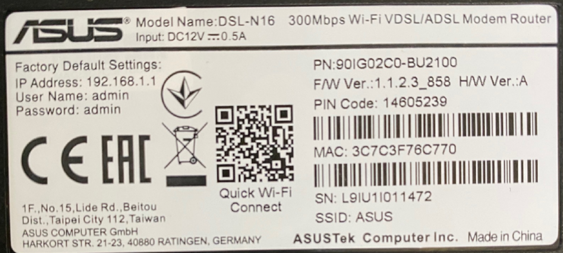 ASUS® Model Name:DSL-N16 300Mbps Wi-Fi VDSL/ADSL Modem Router
Input: DC12V⎓0.5A
Factory Default Settings:
IP Address: 192.168.1.1
User Name: admin
Password: admin
PN:90IG02C0-BU2100
F/W Ver.:1.1.2.3_858 H/W Ver.:A
PIN Code: 14605239
MAC: 3C7C3F76C770
SN: L9IU1I011472
SSID: ASUS
CE EAC
Quick Wi-Fi
Connect
1F.,No.15,Lide Rd.,Beitou
Dist.,Taipei City 112,Taiwan
ASUS COMPUTER GmbH
HARKORT STR. 21-23, 40880 RATINGEN, GERMANY
ASUSTek Computer Inc. Made in China